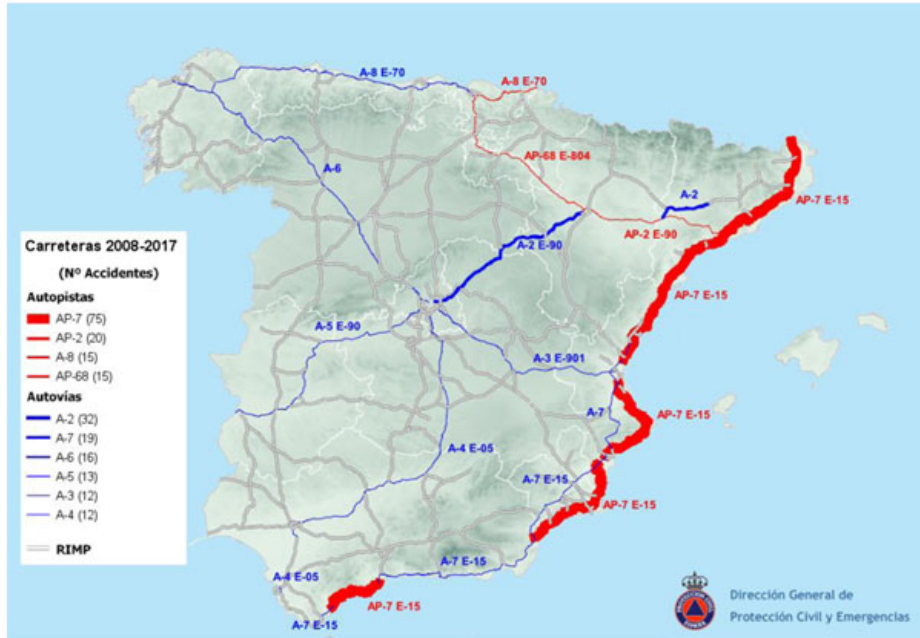 A-8 E-70
A-8 E-70
AP-68 E-804
A-6
A-2
AP-7 E-15
AP-2 E-90
A-2 E-90
AP-7 E-15
A-5 E-90
A-3 E-901
A-7
AP-7 E-15
A-4 E-05
A-7 E-15
AP-7 E-15
A-7 E-15
A-4 E-05
AP-7 E-15
A-7 E-15
Carreteras 2008-2017
(Nº Accidentes)
Autopistas
AP-7 (75)
AP-2 (20)
A-8 (15)
AP-68 (15)
Autovías
A-2 (32)
A-7 (19)
A-6 (16)
A-5 (13)
A-3 (12)
A-4 (12)
RIMP
Dirección General de
Protección Civil y Emergencias